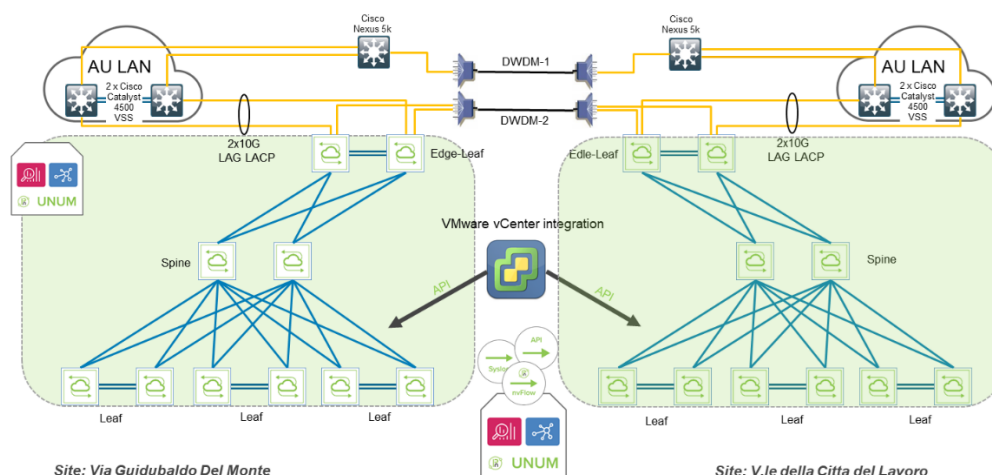 Cisco
Nexus 5k
Cisco
Nexus 5k
AU LAN
2 x Cisco
Catalyst
4500
VSS
DWDM-1
AU LAN
2 x Cisco
Catalyst
4500
VSS
DWDM-2
2x10G
LAG LACP
Edge-Leaf
Edle-Leaf
2x10G
LAG LACP
UNUM
VMware vCenter integration
Spine
Spine
API
API
API
nvFlow
Leaf
Leaf
Leaf
Leaf
Leaf
Leaf
UNUM
Site: Via Guidubaldo Del Monte
Site: V.le della Citta del Lavoro